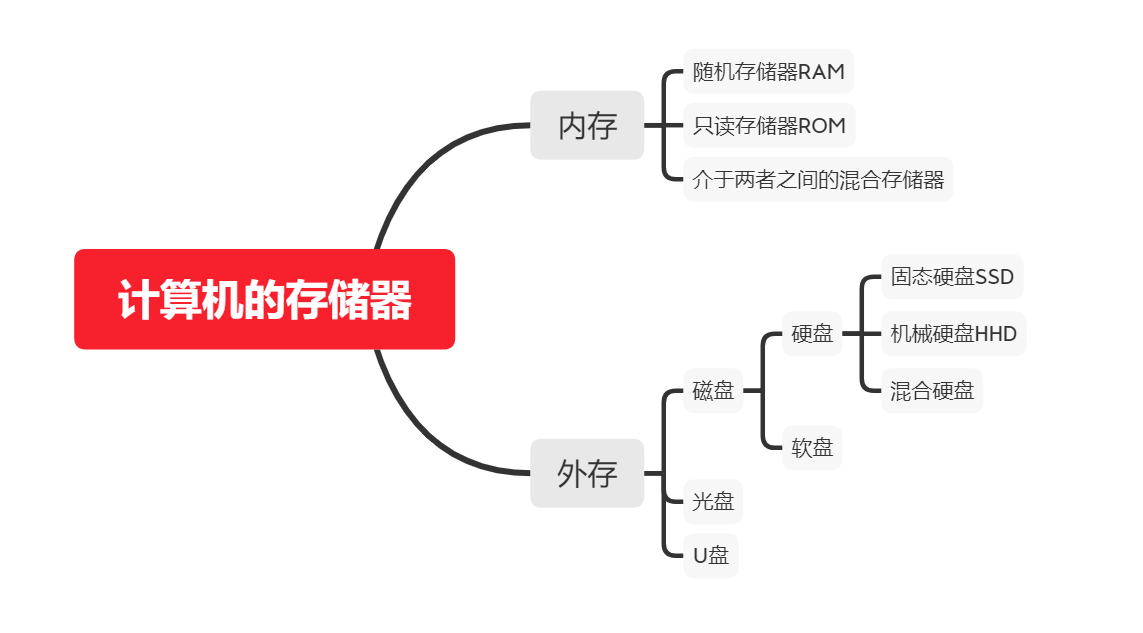 计算机的存储器
内存
随机存储器RAM
只读存储器ROM
介于两者之间的混合存储器
外存
磁盘
硬盘
固态硬盘SSD
机械硬盘HHD
混合硬盘
软盘
光盘
U盘